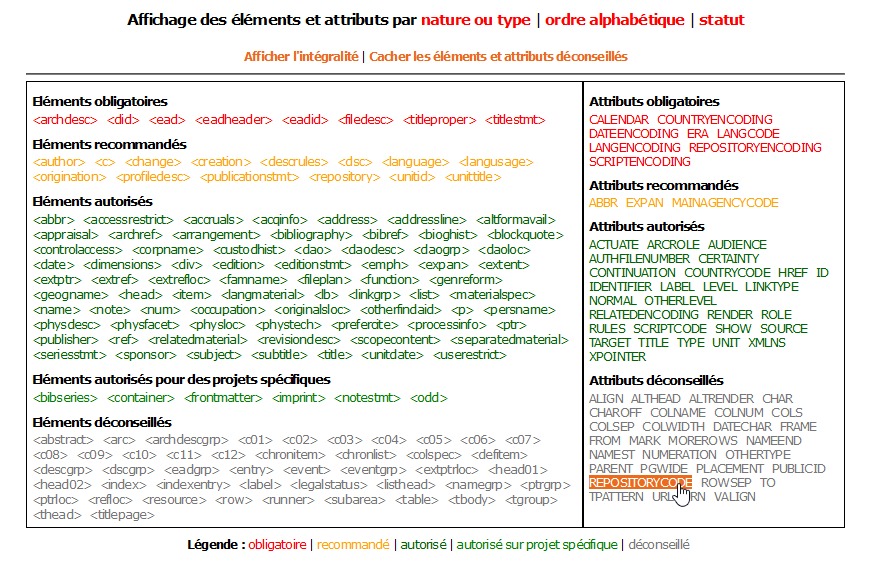 Affichage des éléments et attributs par nature ou type | ordre alphabétique | statut
Afficher l'intégralité | Cacher les éléments et attributs déconseillés
Eléments obligatoires
<archdesc> <did> <ead> <eadheader> <eadid> <filedesc> <titleproper> <titlestmt>
Eléments recommandés
<author> <c> <change> <creation> <descrules> <dsc> <language> <langusage>
<origination> <profiledesc> <publicationstmt> <repository> <unitid> <unittitle>
Eléments autorisés
<abbr> <accessrestrict> <accruals> <acqinfo> <address> <addressline> <altformavail>
<appraisal> <archref> <arrangement> <bibliography> <bibref> <bioghist> <blockquote>
<controlaccess> <corpname> <custodhist> <dao> <daodesc> <daogrp> <daoloc>
<date> <dimensions> <div> <edition> <editionstmt> <emph> <expan> <extent>
<extptr> <extref> <extrefloc> <famname> <fileplan> <function> <genreform>
<geogname> <head> <item> <langmaterial> <lb> <linkgrp> <list> <materialspec>
<name> <note> <num> <occupation> <originalsloc> <otherfindaid> <p> <persname>
<physdesc> <physfacet> <physloc> <phystech> <prefercite> <processinfo> <ptr>
<publisher> <ref> <relatedmaterial> <revisiondesc> <scopecontent> <separatedmaterial>
<seriesstmt> <sponsor> <subject> <subtitle> <title> <unitdate> <userestrict>
Eléments autorisés pour des projets spécifiques
<bibseries> <container> <frontmatter> <imprint> <notestmt> <odd>
Eléments déconseillés
<abstract> <arc> <archdescgrp> <c01> <c02> <c03> <c04> <c05> <c06> <c07>
<c08> <c09> <c10> <c11> <c12> <chronitem> <chronlist> <colspec> <defitem>
<descgrp> <dscgrp> <eadgrp> <entry> <event> <eventgrp> <extptrloc> <head01>
<head02> <index> <indexentry> <label> <legalstatus> <listhead> <namegrp> <ptrgrp>
<ptrloc> <refloc> <resource> <row> <runner> <subarea> <table> <tbody> <tgroup>
<thead> <titlepage>
Attributs obligatoires
CALENDAR COUNTRYENCODING
DATEENCODING ERA LANGCODE
LANGENCODING REPOSITORYENCODING
SCRIPTENCODING
Attributs recommandés
ABBR EXPAN MAINAGENCYCODE
Attributs autorisés
ACTUATE ARCROLE AUDIENCE
AUTHFILENUMBER CERTAINTY
CONTINUATION COUNTRYCODE HREF ID
IDENTIFIER LABEL LEVEL LINKTYPE
NORMAL OTHERLEVEL
RELATEDENCODING RENDER ROLE
RULES SCRIPTCODE SHOW SOURCE
TARGET TITLE TYPE UNIT XMLNS
XPOINTER
Attributs déconseillés
ALIGN ALTHEAD ALTRENDER CHAR
CHAROFF COLNAME COLNUM COLS
COLSEP COLWIDTH DATECHAR FRAME
FROM MARK MOREROWS NAMEEND
NAMEST NUMERATION OTHERTYPE
PARENT PGWIDE PLACEMENT PUBLICID
REPOSITORYCODE ROWSEP TO
TPATTERN VALIGN
Légende : obligatoire | recommandé | autorisé | autorisé sur projet spécifique | déconseillé